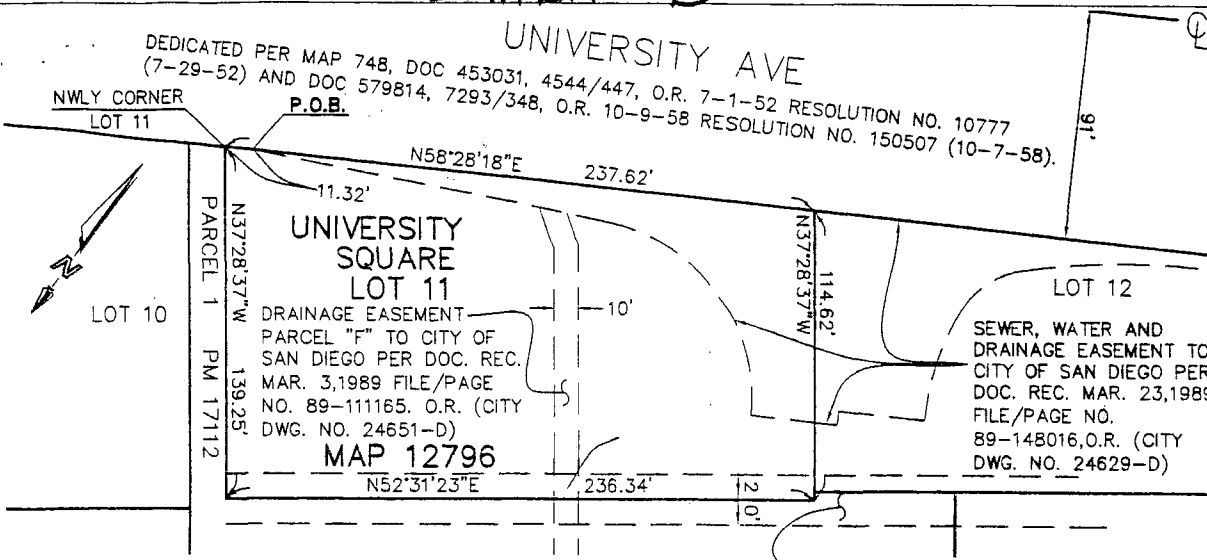 UNIVERSITY AVE
DEDICATED PER MAP 748, DOC 453031, 4544/447, O.R. 7-1-52 RESOLUTION NO. 10777
(7-29-52) AND DOC 579814, 7293/348, O.R. 10-9-58 RESOLUTION NO. 150507 (10-7-58).
91'
NWLY CORNER
LOT 11
P.O.B.
N58°28'18"E
237.62'
11.32'
N
LOT 10
PARCEL 1 PM 17112
N37°28'37"W 139.25'
UNIVERSITY
SQUARE
LOT 11
DRAINAGE EASEMENT
PARCEL "F" TO CITY OF
SAN DIEGO PER DOC. REC.
MAR. 3,1989 FILE/PAGE
NO. 89-111165. O.R. (CITY
DWG. NO. 24651-D)
MAP 12796
10'
N37°28'37"W
114.62'
LOT 12
SEWER, WATER AND
DRAINAGE EASEMENT TO
CITY OF SAN DIEGO PER
DOC. REC. MAR. 23,1989
FILE/PAGE NO.
89-148016,O.R. (CITY
DWG. NO. 24629-D)
N52°31'23"E
236.34'
20'